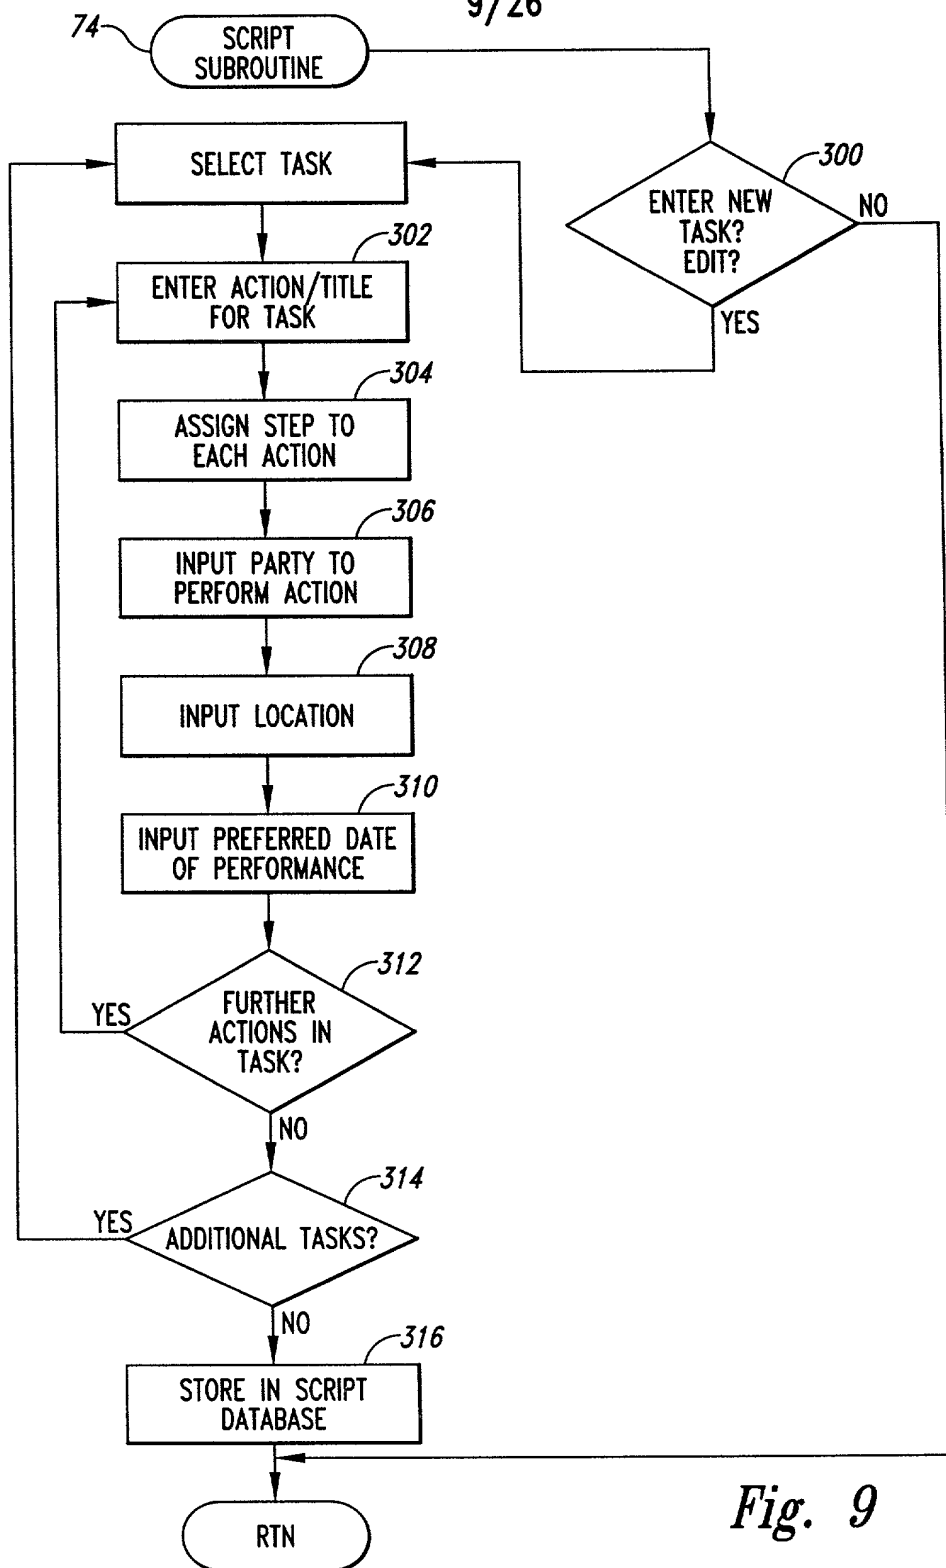 9/26
74
SCRIPT
SUBROUTINE
SELECT TASK
300
ENTER NEW
TASK?
EDIT?
NO
YES
302
ENTER ACTION/TITLE
FOR TASK
304
ASSIGN STEP TO
EACH ACTION
306
INPUT PARTY TO
PERFORM ACTION
308
INPUT LOCATION
310
INPUT PREFERRED DATE
OF PERFORMANCE
312
FURTHER
ACTIONS IN
TASK?
YES
NO
314
ADDITIONAL TASKS?
YES
NO
316
STORE IN SCRIPT
DATABASE
RTN
Fig. 9